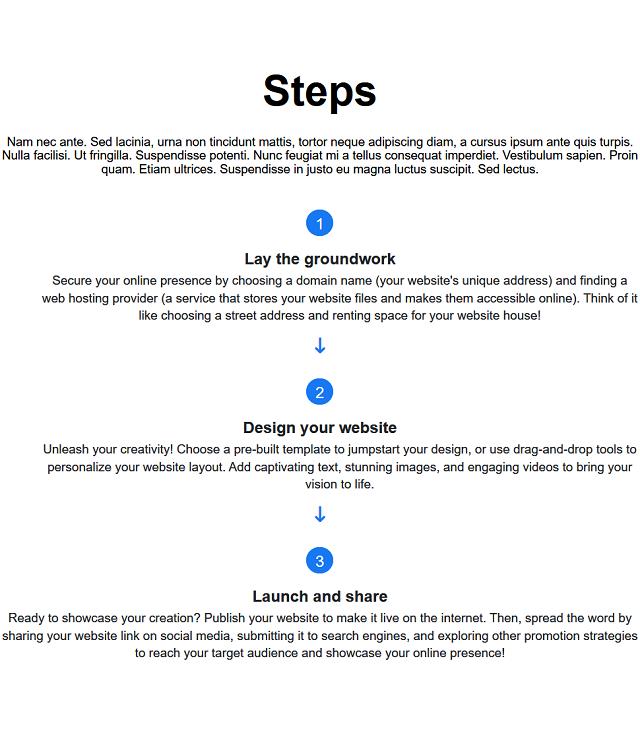 Steps
Nam nec ante. Sed lacinia, urna non tincidunt mattis, tortor neque adipiscing diam, a cursus ipsum ante quis turpis.
Nulla facilisi. Ut fringilla. Suspendisse potenti. Nunc feugiat mi a tellus consequat imperdiet. Vestibulum sapien. Proin
quam. Etiam ultrices. Suspendisse in justo eu magna luctus suscipit. Sed lectus.
1
Lay the groundwork
Secure your online presence by choosing a domain name (your website's unique address) and finding a
web hosting provider (a service that stores your website files and makes them accessible online). Think of it
like choosing a street address and renting space for your website house!
2
Design your website
Unleash your creativity! Choose a pre-built template to jumpstart your design, or use drag-and-drop tools to
personalize your website layout. Add captivating text, stunning images, and engaging videos to bring your
vision to life.
3
Launch and share
Ready to showcase your creation? Publish your website to make it live on the internet. Then, spread the word by
sharing your website link on social media, submitting it to search engines, and exploring other promotion strategies
to reach your target audience and showcase your online presence!